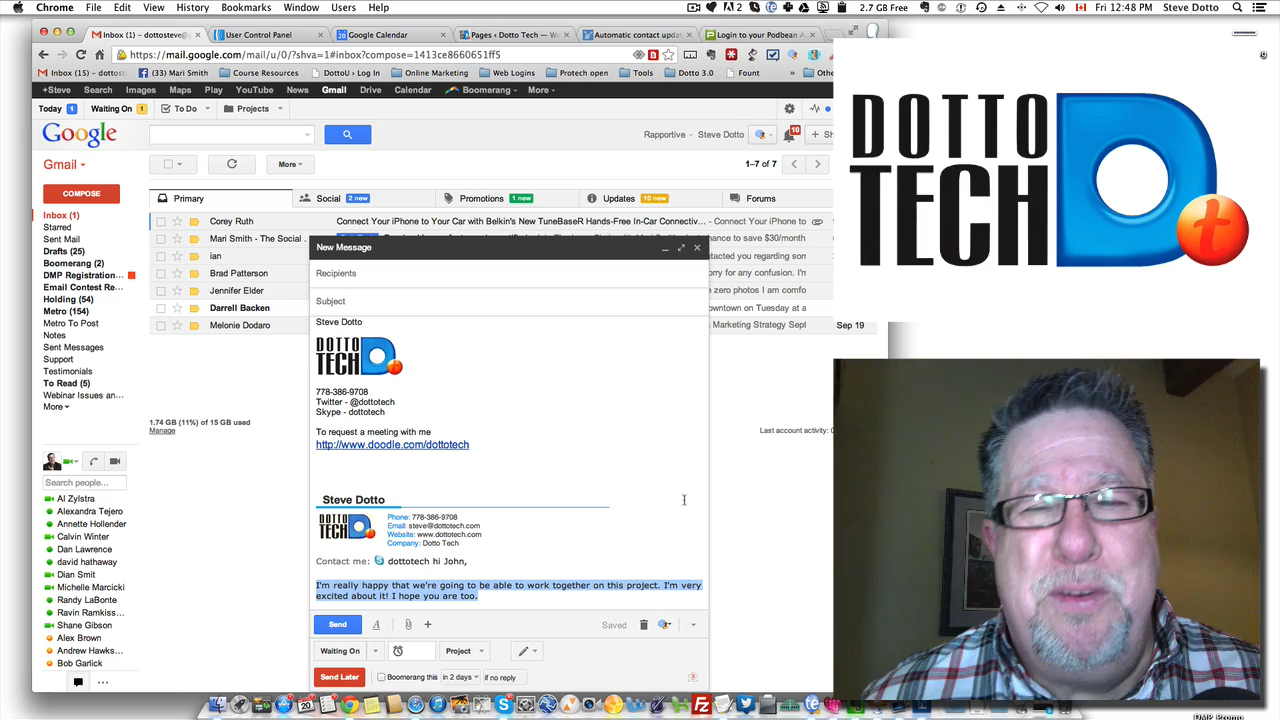 Chrome File Edit View History Bookmarks Window Users Help 2 2.7 GB Free Fri 12:48 PM Steve Dotto
Inbox (1) - dottosteve@g User Control Panel Google Calendar Pages ‹ Dotto Tech — W Automatic contact updat Login to your Podbean Ac
https://mail.google.com/mail/u/0/?shva=1#inbox?compose=1413ce8660651ff5
Inbox (15) - dottost (33) Mari Smith Course Resources DottoU › Log In Online Marketing Web Logins Protech open Tools Dotto 3.0 Fount » Othe
+Steve Search Images Maps Play YouTube News Gmail Drive Calendar Boomerang More
Today 1 Waiting On 1 To Do Projects
Google Rapportive Steve Dotto 10 + Sh
Gmail More 1–7 of 7
COMPOSE Primary Social 2 new Promotions 1 new Updates 10 new Forums
Inbox (1)
Starred
Sent Mail
Drafts (25)
Boomerang (2)
DMP Registration...
Email Contest Re...
Holding (54)
Metro (154)
Metro To Post
Notes
Sent Messages
Support
Testimonials
To Read (5)
Webinar Issues an...
More
Corey Ruth Connect Your iPhone to Your Car with Belkin's New TuneBaseR Hands-Free In-Car Connectiv... - Connect Your iPhone to
Mari Smith - The Social . chance to save $30/month
ian ntacted you regarding som
Brad Patterson orry for any confusion. I'm
Jennifer Elder zero photos I am comfo
Darrell Backen downtown on Tuesday at a
Melonie Dodaro Marketing Strategy Sept Sep 19
1.74 GB (11%) of 15 GB used
Manage
Last account activity: 0
Search people...
Al Zylstra
Alexandra Tejero
Annette Hollender
Calvin Winter
Dan Lawrence
david hathaway
Dian Smit
Michelle Marcicki
Randy LaBonte
Ravin Ramkiss...
Shane Gibson
Alex Brown
Andrew Hawks...
Bob Garlick
New Message
Recipients
Subject
Steve Dotto
DOTTO
TECH
778-386-9708
Twitter - @dottotech
Skype - dottotech
To request a meeting with me
http://www.doodle.com/dottotech
Steve Dotto
DOTTO
TECH
Phone: 778-386-9708
Email: steve@dottotech.com
Website: www.dottotech.com
Company: Dotto Tech
Contact me: dottotech hi John,
I'm really happy that we're going to be able to work together on this project. I'm very
excited about it! I hope you are too.
Send A + Saved
Waiting On Project
Send Later Boomerang this in 2 days if no reply
DOTTO
TECH
t
DMP Promo